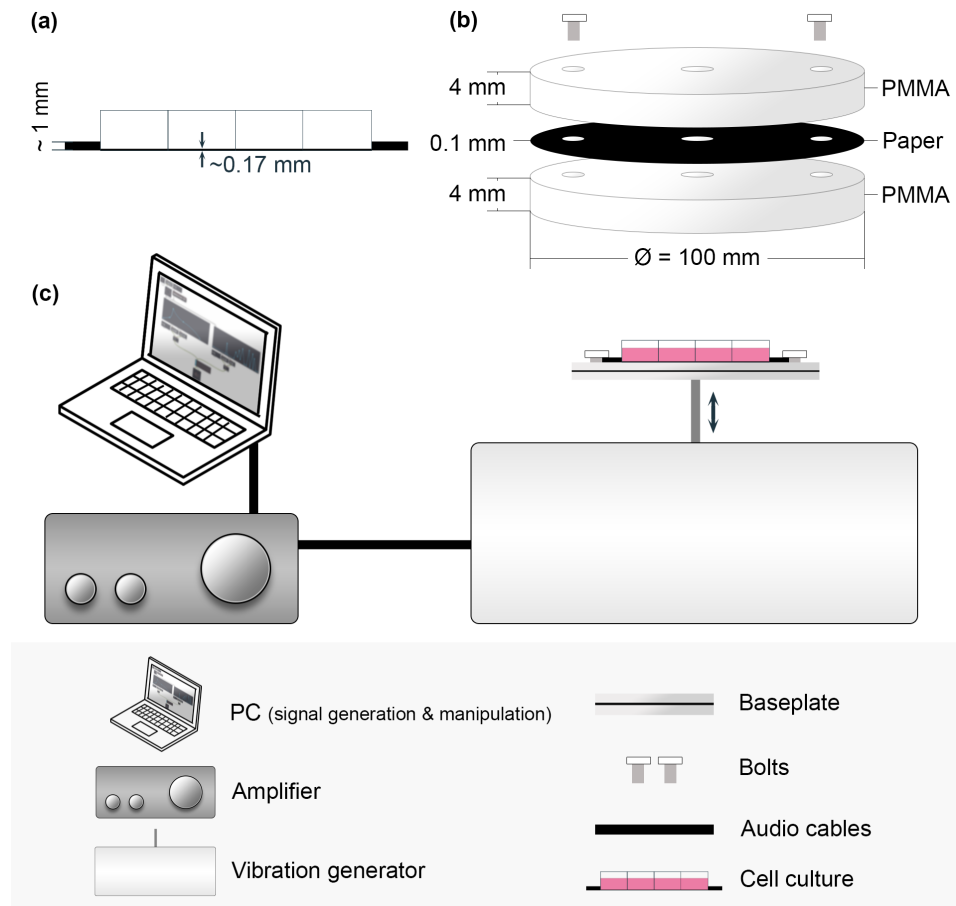 (a)
~ 1 mm
~0.17 mm
(b)
4 mm
PMMA
0.1 mm
Paper
4 mm
PMMA
Ø = 100 mm
(c)
PC (signal generation & manipulation)
Amplifier
Vibration generator
Baseplate
Bolts
Audio cables
Cell culture